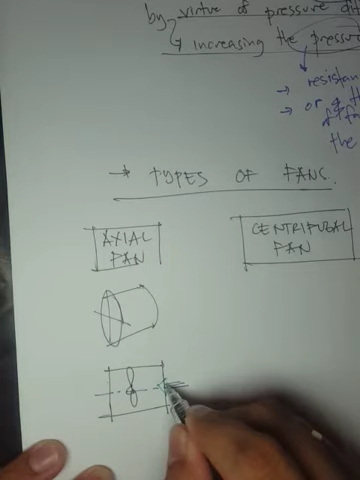 by virtue of pressure
→ increasing the pressure
→ resistan
→ or
the
→ TYPES OF FANS.
AXIAL
FAN
CENTRIFUGAL
FAN